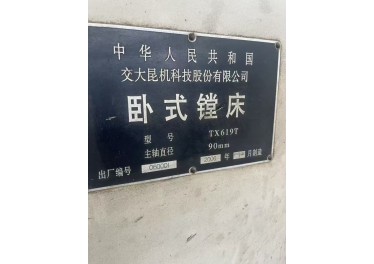 中华人民共和国
交大昆机科技股份有限公司
卧式镗床
型号 TX619T
主轴直径 90mm
出厂编号 年 月制造